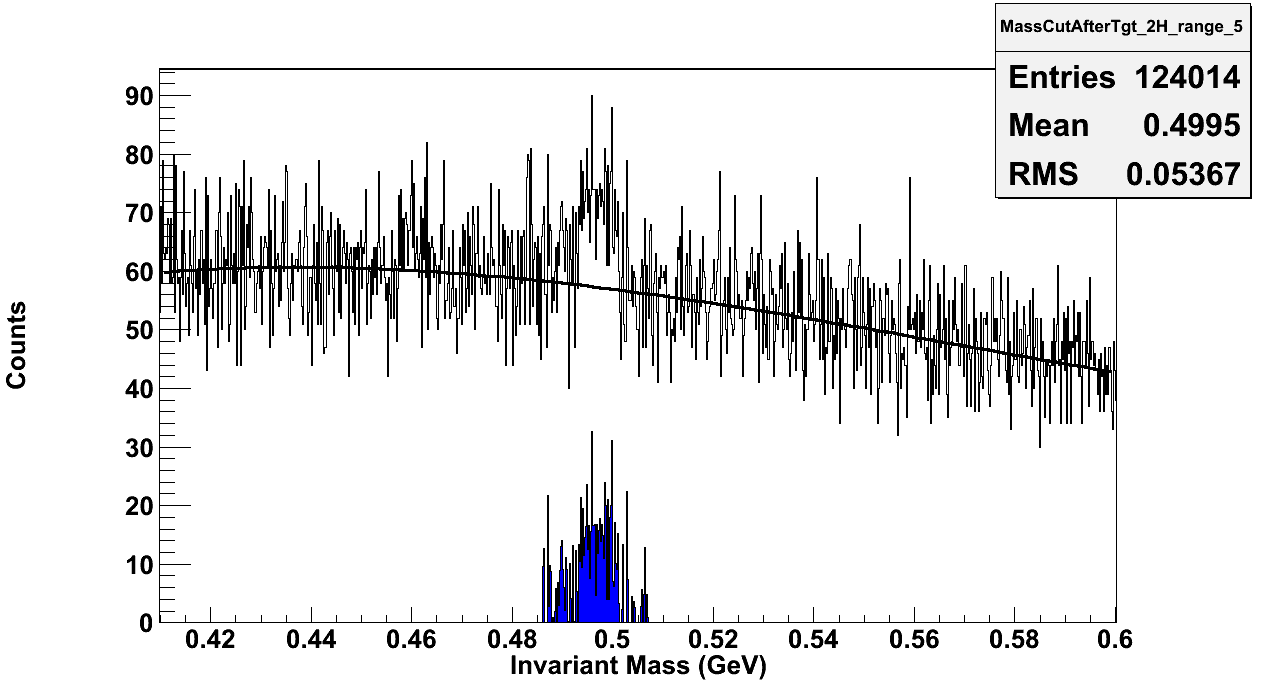 MassCutAfterTgt_2H_range_5
Entries 124014
Mean 0.4995
RMS 0.05367
90
80
70
60
50
40
30
20
10
0
Counts
0.42 0.44 0.46 0.48 0.5 0.52 0.54 0.56 0.58 0.6
Invariant Mass (GeV)